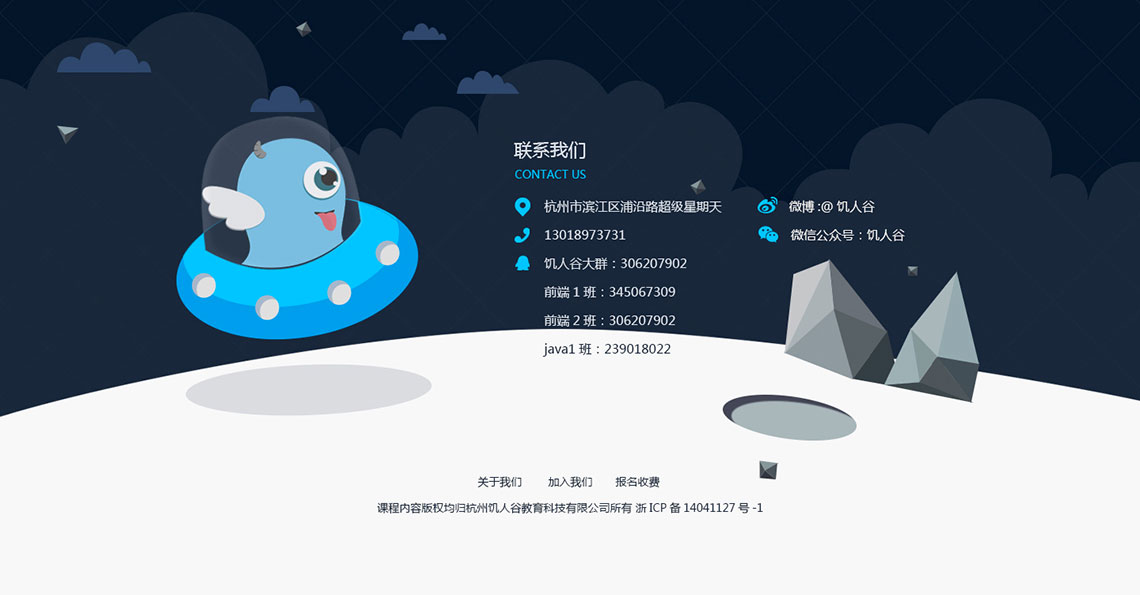 联系我们
CONTACT US
杭州市滨江区浦沿路超级星期天
13018973731
饥人谷大群：306207902
前端 1 班：345067309
前端 2 班：306207902
java1 班：239018022
微博 :@ 饥人谷
微信公众号：饥人谷
关于我们 加入我们 报名收费
课程内容版权均归杭州饥人谷教育科技有限公司所有 浙 ICP 备 14041127 号 -1